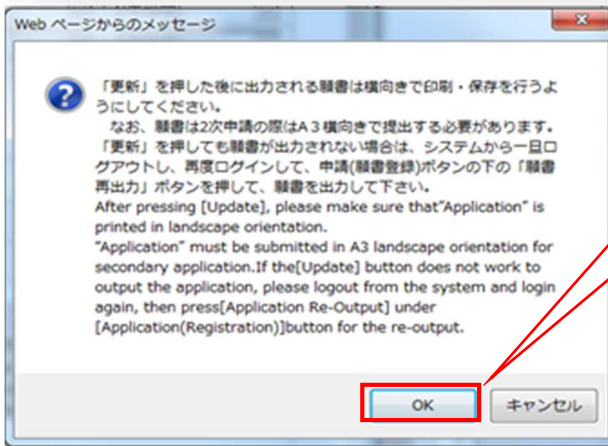 Web ページからのメッセージ
「更新」を押した後に出力される願書は横向きで印刷・保存を行うよ
うにしてください。
なお、願書は2次申請の際はA３横向きで提出する必要があります。
「更新」を押しても願書が出力されない場合は、システムから一旦ロ
グアウトし、再度ログインして、申請(願書登録)ボタンの下の「願書
再出力」ボタンを押して、願書を出力して下さい。
After pressing [Update], please make sure that"Application" is
printed in landscape orientation.
"Application" must be submitted in A3 landscape orientation for
secondary application.If the[Update] button does not work to
output the application, please logout from the system and login
again, then press[Application Re-Output] under
[Application(Registration)]button for the re-output.
OK
キャンセル